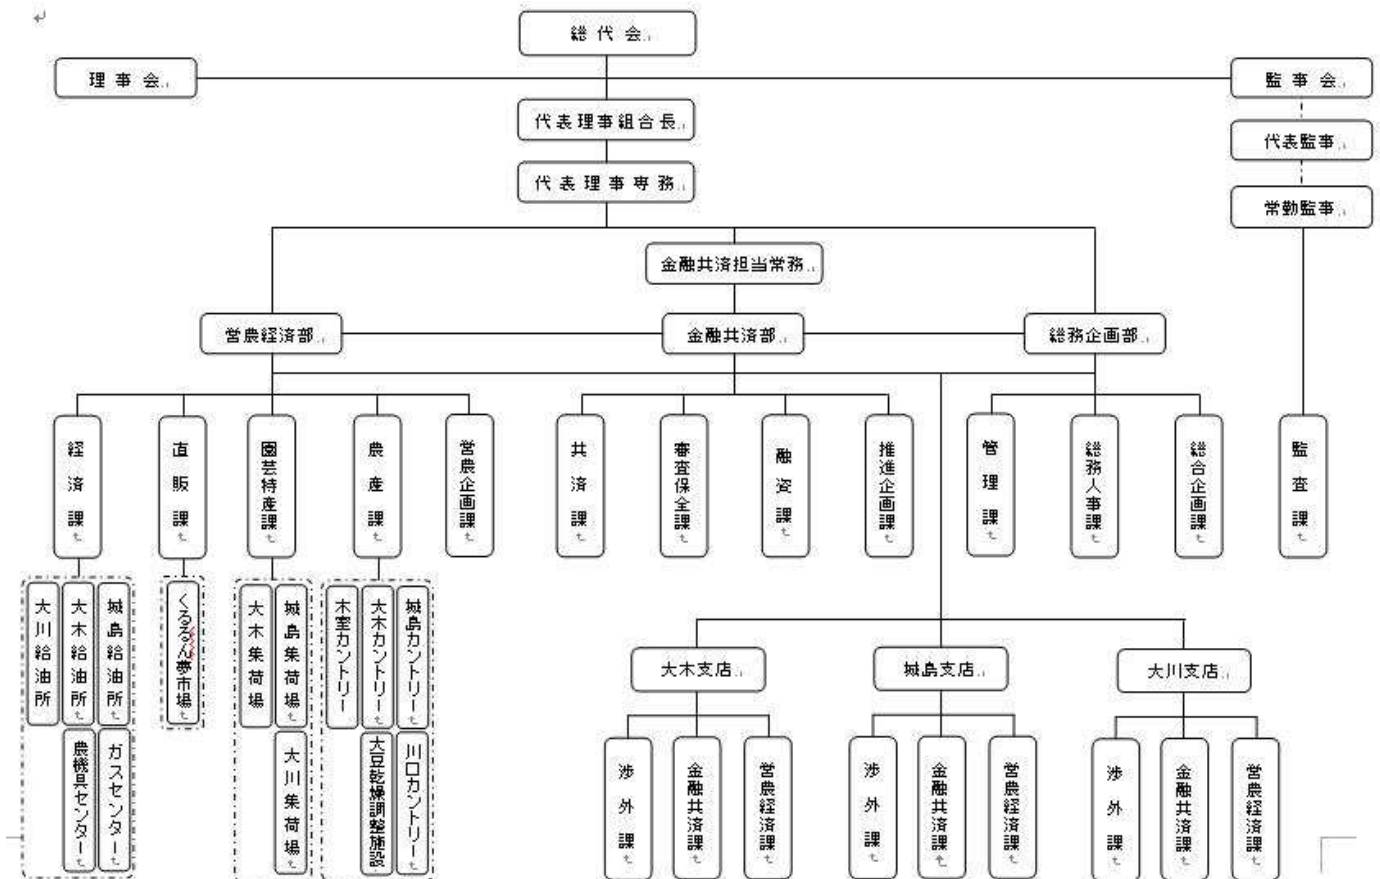 総代会
理事会
監事会
代表理事組合長
代表監事
代表理事専務
常勤監事
金融共済担当常務
営農経済部
金融共済部
総務企画部
経済課
直販課
園芸特産課
農産課
営農企画課
共済課
審査保全課
融資課
推進企画課
管理課
総務人事課
総合企画課
監査課
大川給油所
大木給油所
城島給油所
くるるん夢市場
大木集荷場
城島集荷場
木室カントリー
大木カントリー
城島カントリー
農機具センター
ガスセンター
大川集荷場
大豆乾燥調整施設
川口カントリー
大木支店
城島支店
大川支店
渉外課
金融共済課
営農経済課
渉外課
金融共済課
営農経済課
渉外課
金融共済課
営農経済課